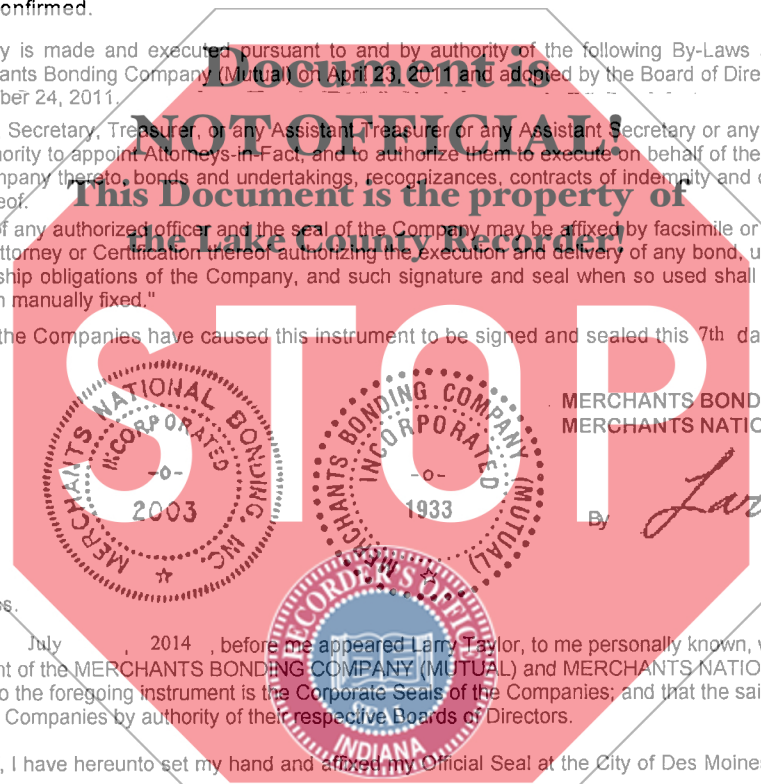 onfirmed.
y is made and executed pursuant to and by authority of the following By-Laws
ants Bonding Company (Mutual) on April 23, 2011 and adopted by the Board of Dire
ber 24, 2011.
Secretary, Treasurer, or any Assistant Treasurer or any Assistant Secretary or any
ority to appoint Attorneys-in-Fact, and to authorize them to execute on behalf of the
mpany thereto, bonds and undertakings, recognizances, contracts of indemnity and o
eof.
of any authorized officer and the seal of the Company may be affixed by facsimile or
ttorney or Certification thereof authorizing the execution and delivery of any bond, u
ship obligations of the Company, and such signature and seal when so used shall
n manually fixed."
the Companies have caused this instrument to be signed and sealed this 7th da
Document is
NOT OFFICIAL!
This Document is the property of
the Lake County Recorder!
STOP
MERCHANTS NATIONAL BONDING, INC.
INCORPORATED
-o-
2003
MERCHANTS BONDING COMPANY (MUTUAL)
INCORPORATED
-o-
1933
MERCHANTS BOND
MERCHANTS NATIO
By
ss.
July , 2014 , before me appeared Larry Taylor, to me personally known, w
nt of the MERCHANTS BONDING COMPANY (MUTUAL) and MERCHANTS NATIO
o the foregoing instrument is the Corporate Seals of the Companies; and that the sai
Companies by authority of their respective Boards of Directors.
RECORDER'S OFFICE
SEAL
INDIANA
, I have hereunto set my hand and affixed my Official Seal at the City of Des Moines